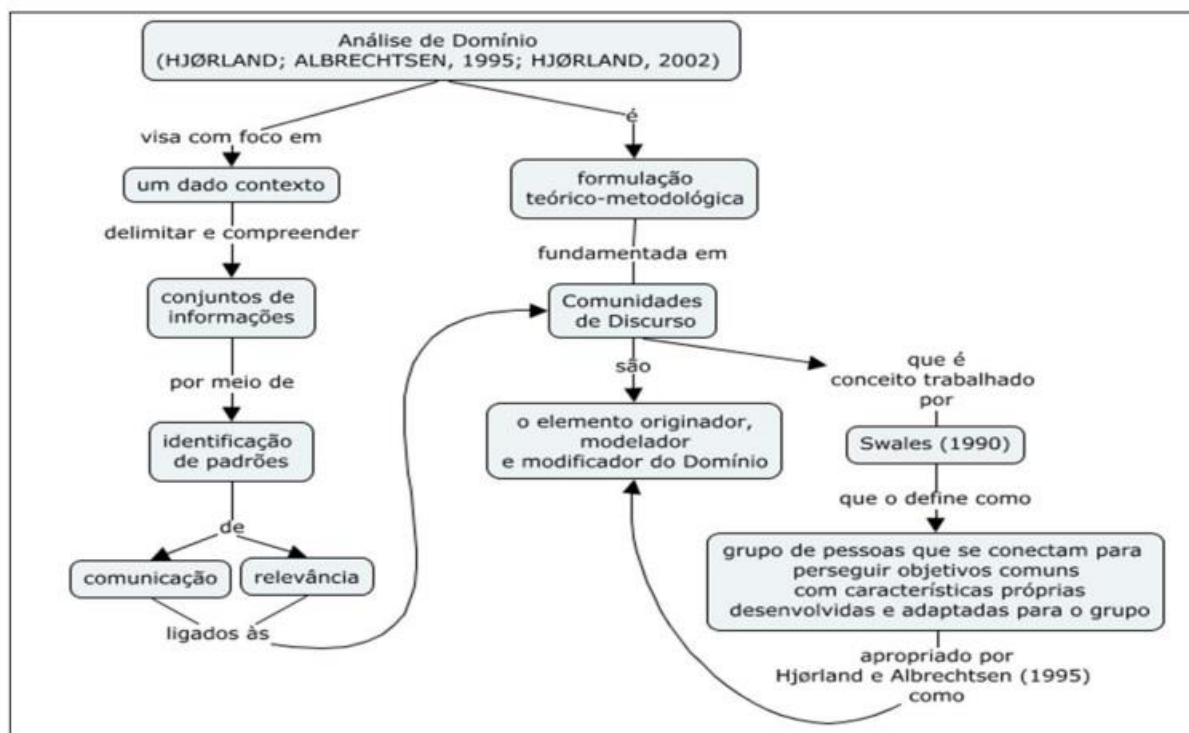 Análise de Domínio
(HJØRLAND; ALBRECHTSEN, 1995; HJØRLAND, 2002)
visa com foco em
um dado contexto
delimitar e compreender
conjuntos de
informações
por meio de
identificação
de padrões
de
comunicação
relevância
ligados às
é
formulação
teórico-metodológica
fundamentada em
Comunidades
de Discurso
são
o elemento originador,
modelador
e modificador do Domínio
que é
conceito trabalhado
por
Swales (1990)
que o define como
grupo de pessoas que se conectam para
perseguir objetivos comuns
com características próprias
desenvolvidas e adaptadas para o grupo
apropriado por
Hjørland e Albrechtsen (1995)
como